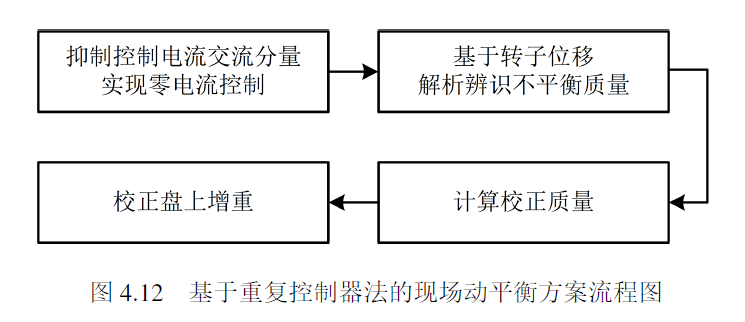 抑制控制电流交流分量
实现零电流控制
基于转子位移
解析辨识不平衡质量
计算校正质量
校正盘上增重
图 4.12 基于重复控制器法的现场动平衡方案流程图